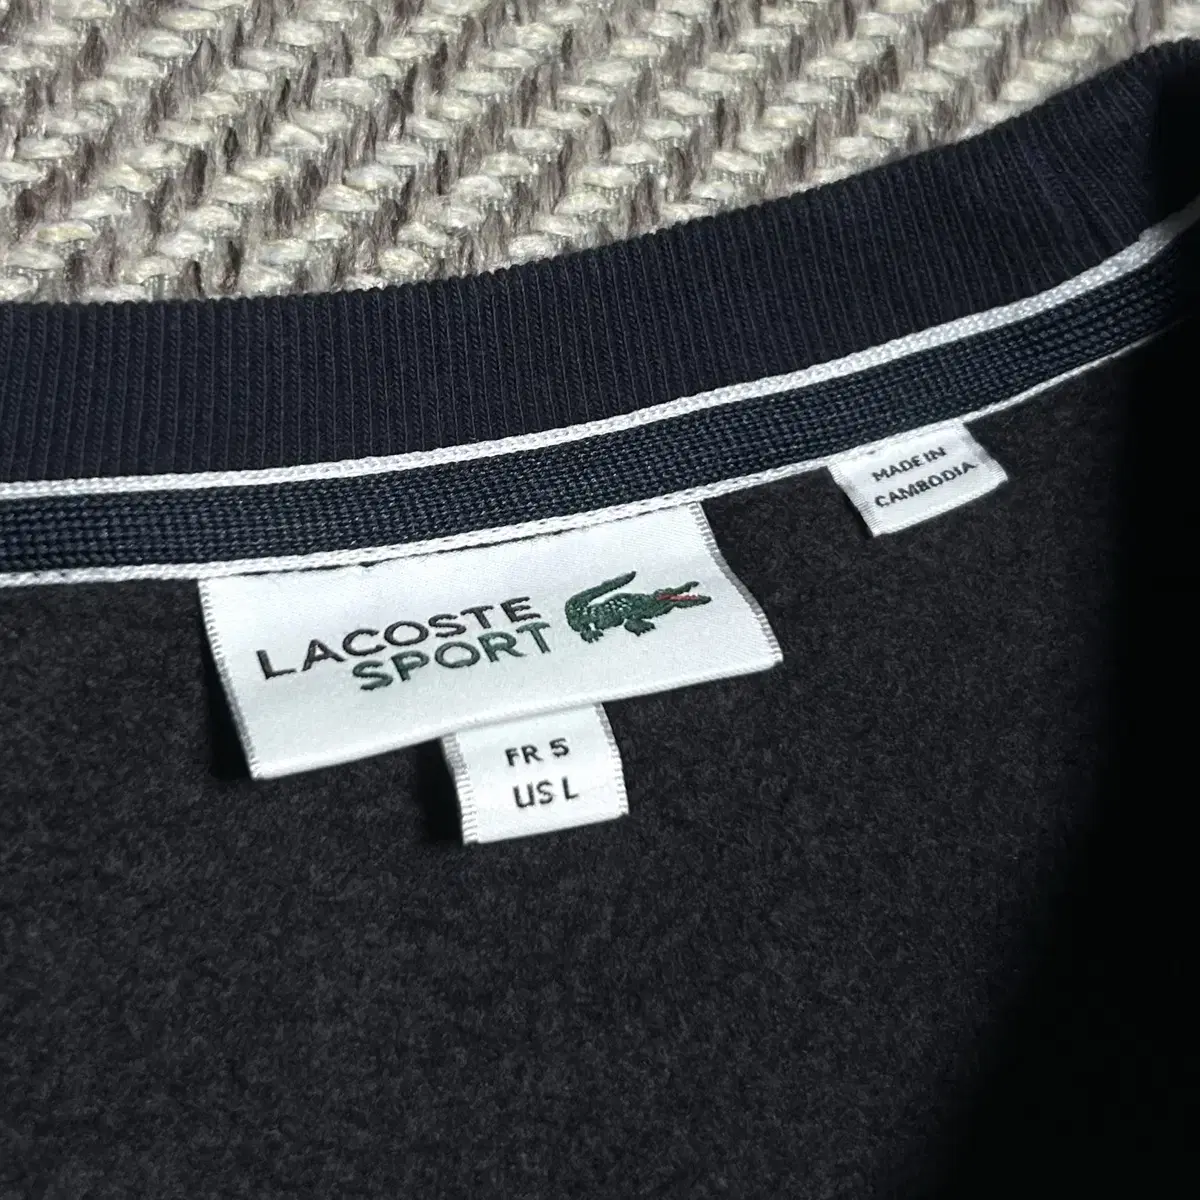 MADE IN
CAMBODIA
LACOSTE
SPORT
FR 5
US L